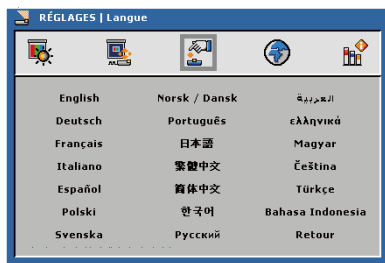 RÉGLAGES | Langue
English Norsk / Dansk العربية
Deutsch Português ελληνικά
Français 日本語 Magyar
Italiano 繁體中文 Čeština
Español 简体中文 Türkçe
Polski 한국어 Bahasa Indonesia
Svenska Русский Retour